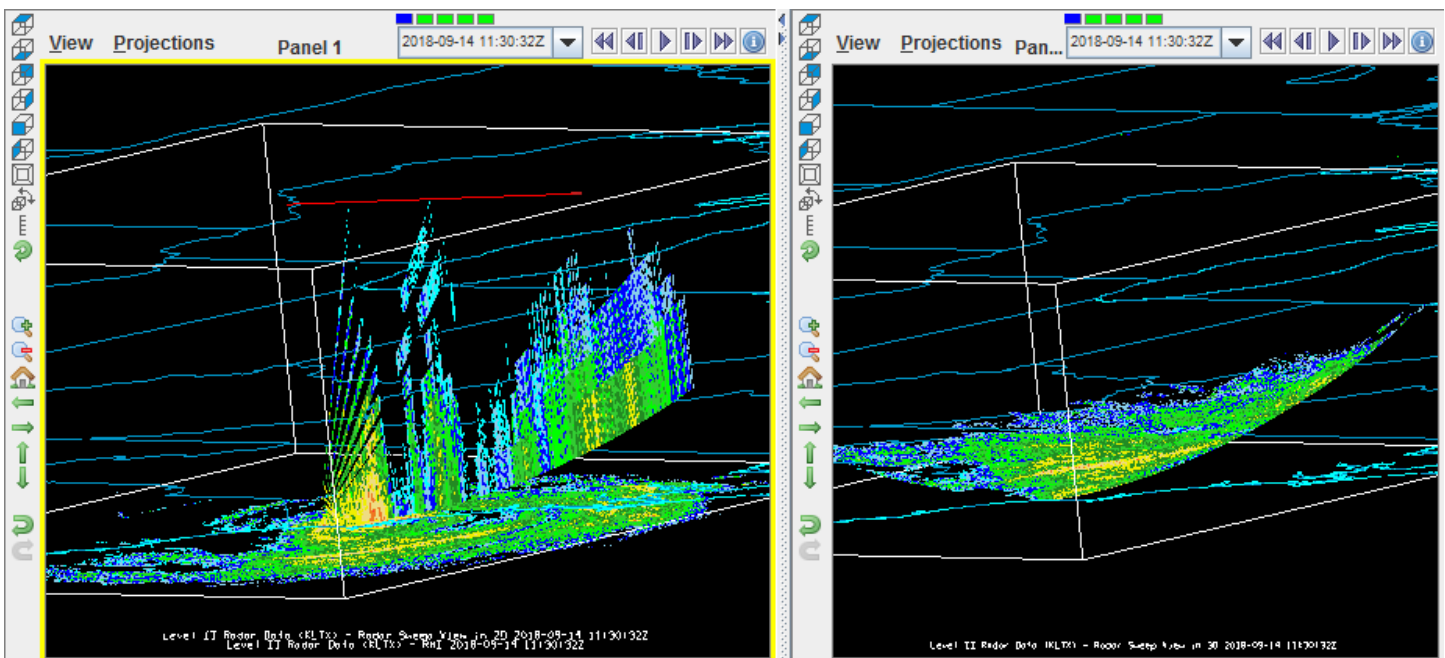 View Projections Panel 1 2018-09-14 11:30:32Z
Level II Radar Data (KLTX) - Radar Sweep View in 2D 2018-09-14 11:30:32Z
Level II Radar Data (KLTX) - RHI 2018-09-14 11:30:32Z
View Projections Pan... 2018-09-14 11:30:32Z
Level II Radar Data (KLTX) - Radar Sweep View in 3D 2018-09-14 11:30:32Z